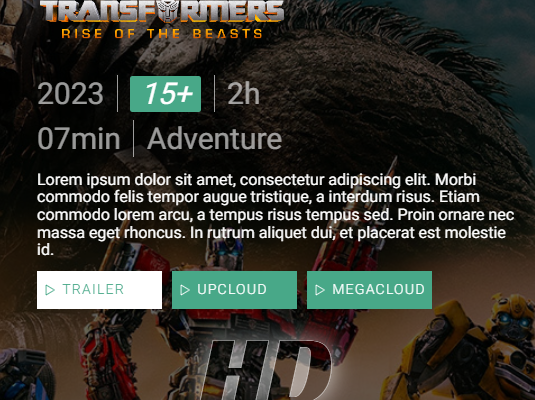 TRANSFORMERS
RISE OF THE BEASTS
2023 15+ 2h
07min Adventure
Lorem ipsum dolor sit amet, consectetur adipiscing elit. Morbi
commodo felis tempor augue tristique, a interdum risus. Etiam
commodo lorem arcu, a tempus risus tempus sed. Proin ornare nec
massa eget rhoncus. In rutrum aliquet dui, et placerat est molestie
id.
TRAILER UPCLOUD MEGACLOUD
HD